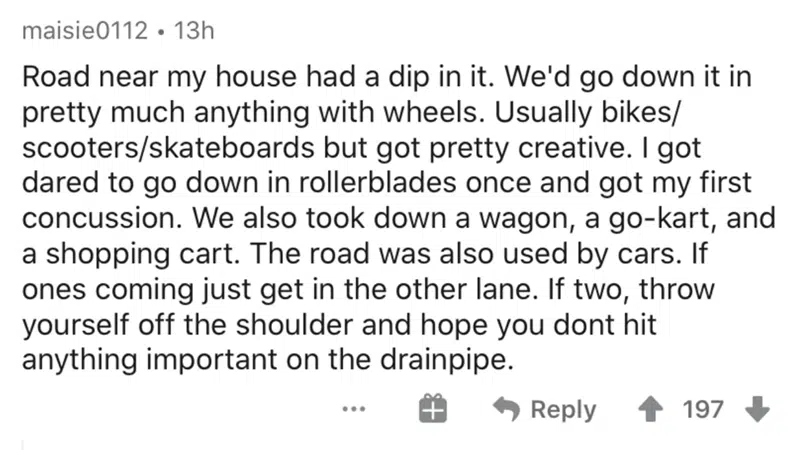 maisie0112 • 13h
Road near my house had a dip in it. We'd go down it in
pretty much anything with wheels. Usually bikes/
scooters/skateboards but got pretty creative. I got
dared to go down in rollerblades once and got my first
concussion. We also took down a wagon, a go-kart, and
a shopping cart. The road was also used by cars. If
ones coming just get in the other lane. If two, throw
yourself off the shoulder and hope you dont hit
anything important on the drainpipe.
... Reply 197